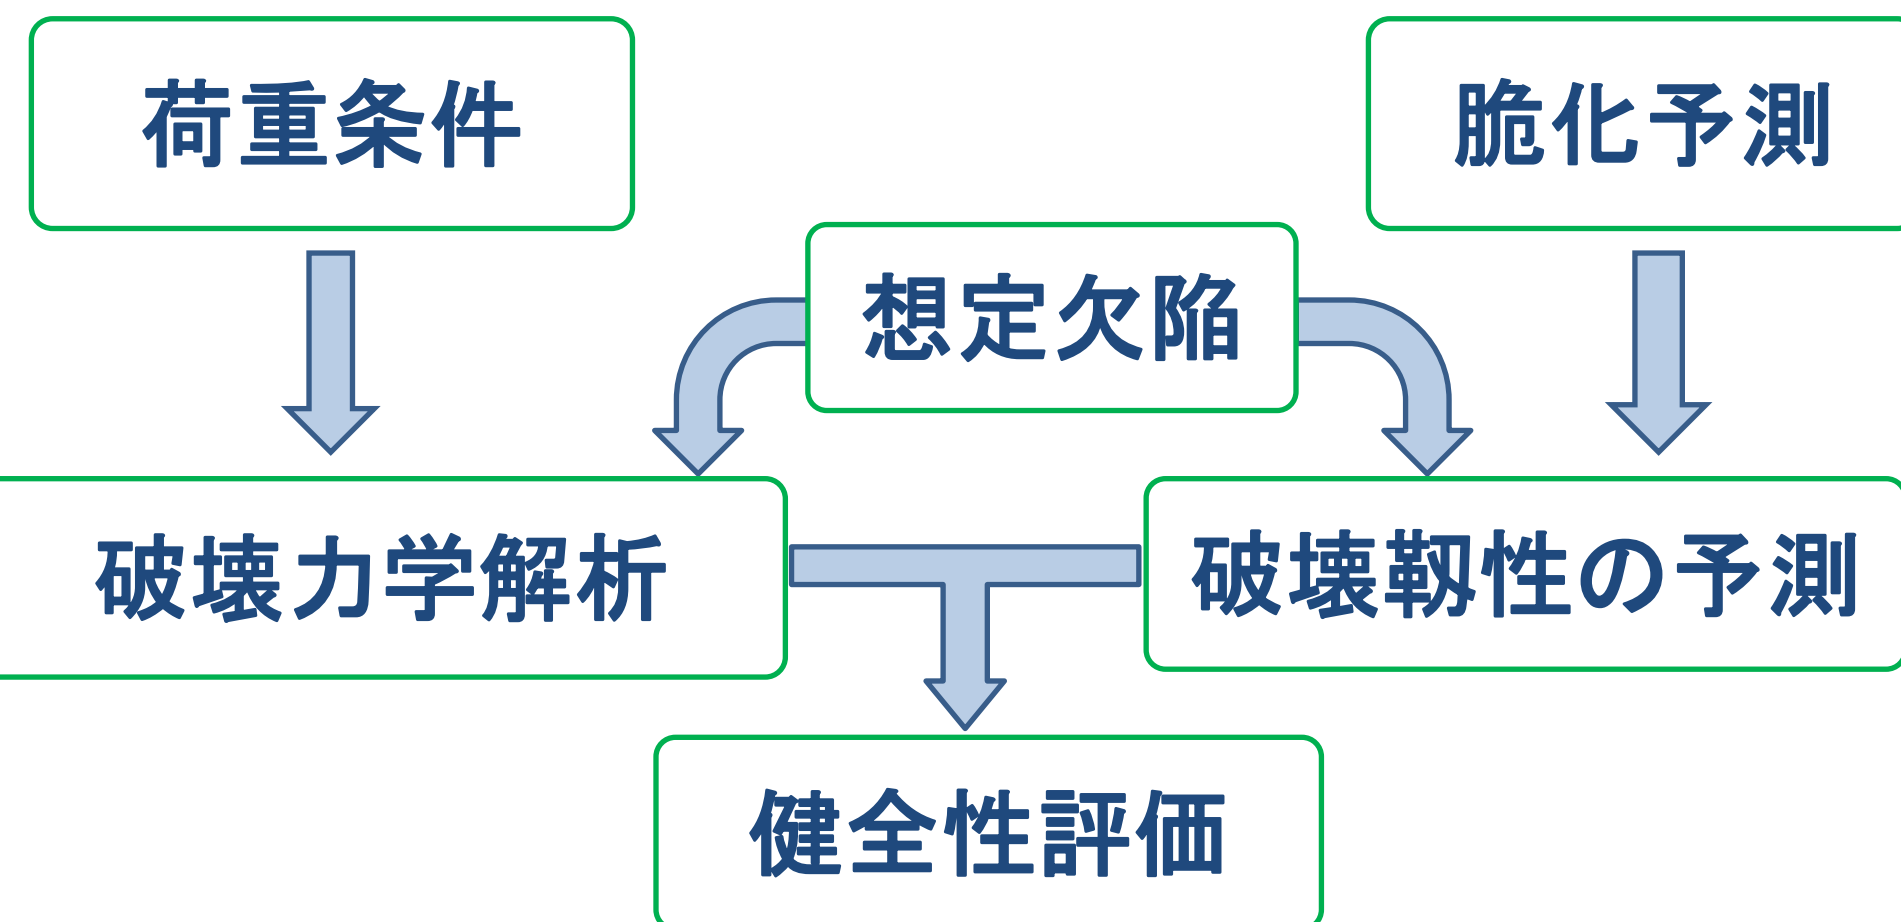 荷重条件
脆化予測
想定欠陥
破壊力学解析
破壊靱性の予測
健全性評価